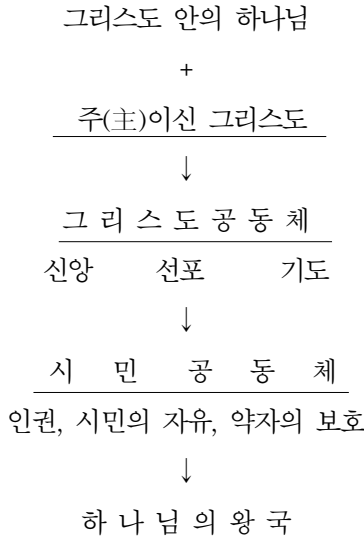 그리스도 안의 하나님
+
주(主)이신 그리스도
↓
그 리 스 도 공 동 체
신앙 선포 기도
↓
시 민 공 동 체
인권, 시민의 자유, 약자의 보호
↓
하 나 님 의 왕 국